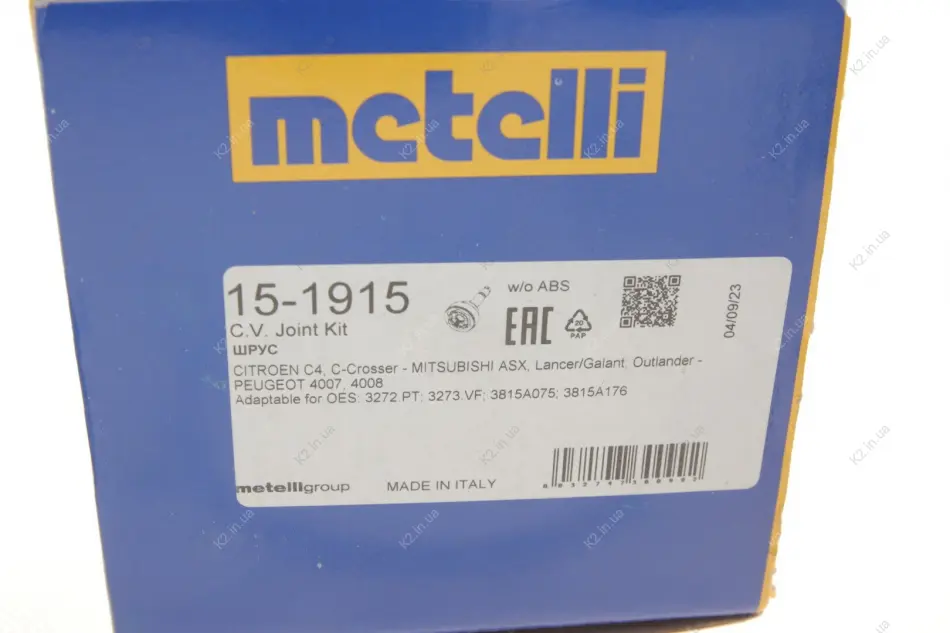 metelli
15-1915
w/o ABS
04/09/23
C.V. Joint Kit
ШРУС
EAC
20
PAP
CITROEN C4, C-Crosser - MITSUBISHI ASX, Lancer/Galant, Outlander -
PEUGEOT 4007, 4008
Adaptable for OES: 3272.PT; 3273.VF; 3815A075; 3815A176
metelligroup
MADE IN ITALY
K2.in.ua